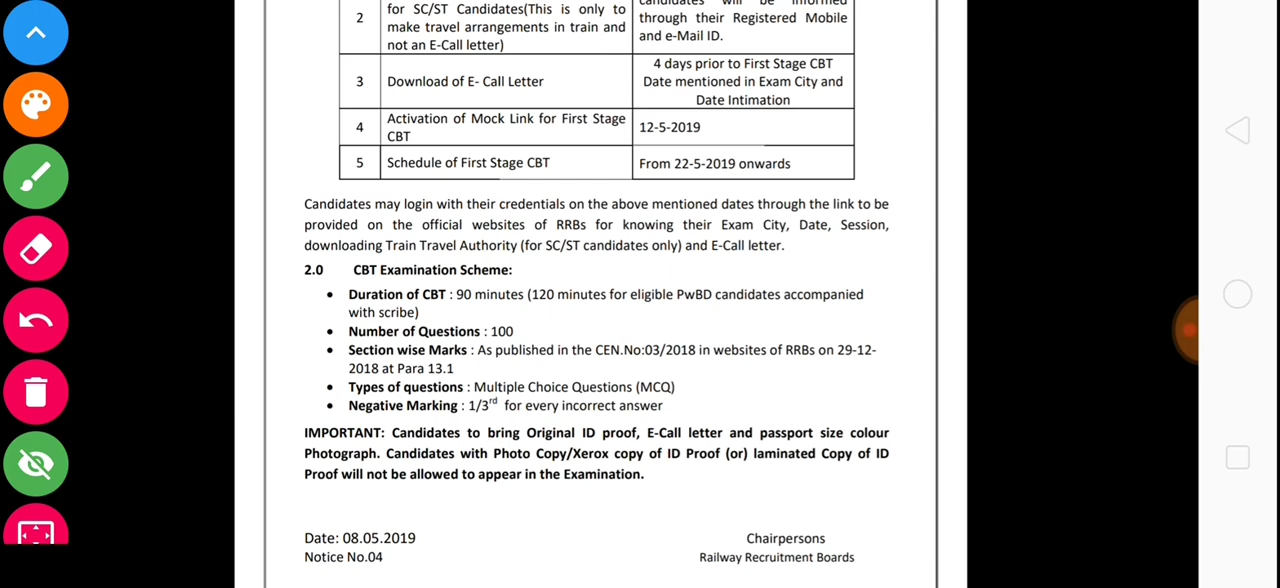 for SC/ST Candidates(This is only to
make travel arrangements in train and
not an E-Call letter)
2
through their Registered Mobile
and e-Mail ID.
3
Download of E- Call Letter
4 days prior to First Stage CBT
Date mentioned in Exam City and
Date Intimation
4
Activation of Mock Link for First Stage
CBT
12-5-2019
5
Schedule of First Stage CBT
From 22-5-2019 onwards
Candidates may login with their credentials on the above mentioned dates through the link to be
provided on the official websites of RRBs for knowing their Exam City, Date, Session,
downloading Train Travel Authority (for SC/ST candidates only) and E-Call letter.
2.0 CBT Examination Scheme:
• Duration of CBT : 90 minutes (120 minutes for eligible PwBD candidates accompanied
with scribe)
• Number of Questions : 100
• Section wise Marks : As published in the CEN.No:03/2018 in websites of RRBs on 29-12-
2018 at Para 13.1
• Types of questions : Multiple Choice Questions (MCQ)
• Negative Marking : 1/3rd for every incorrect answer
IMPORTANT: Candidates to bring Original ID proof, E-Call letter and passport size colour
Photograph. Candidates with Photo Copy/Xerox copy of ID Proof (or) laminated Copy of ID
Proof will not be allowed to appear in the Examination.
Date: 08.05.2019
Notice No.04
Chairpersons
Railway Recruitment Boards